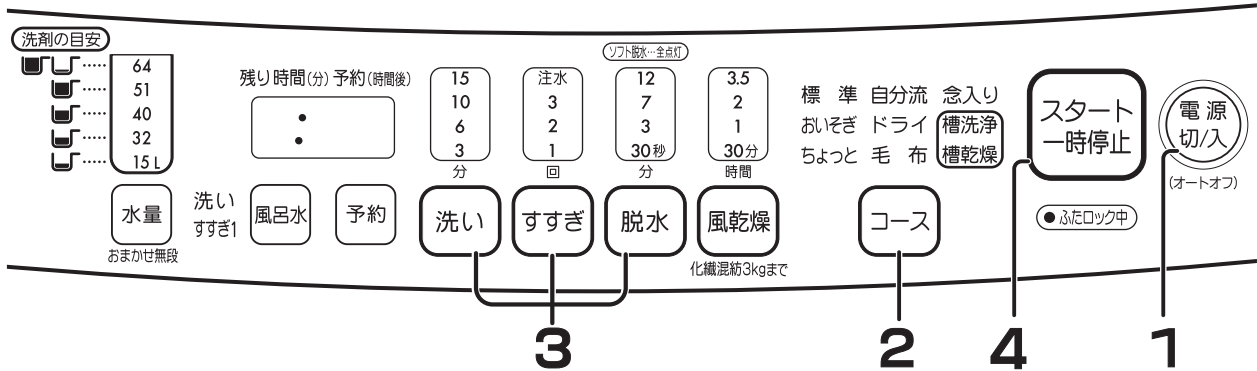 洗剤の目安
64
51
40
32
15L
水量
おまかせ無段
残り時間(分) 予約(時間後)
:
洗い
すすぎ1
風呂水
予約
15
10
6
3
分
洗い
注水
3
2
1
回
すすぎ
ソフト脱水…全点灯
12
7
3
30秒
分
脱水
3.5
2
1
30分
時間
風乾燥
化繊混紡3kgまで
標準 自分流 念入り
おいそぎ ドライ 槽洗浄
ちょっと 毛布 槽乾燥
コース
スタート
一時停止
●ふたロック中
電源
切/入
(オートオフ)
3
2
4
1